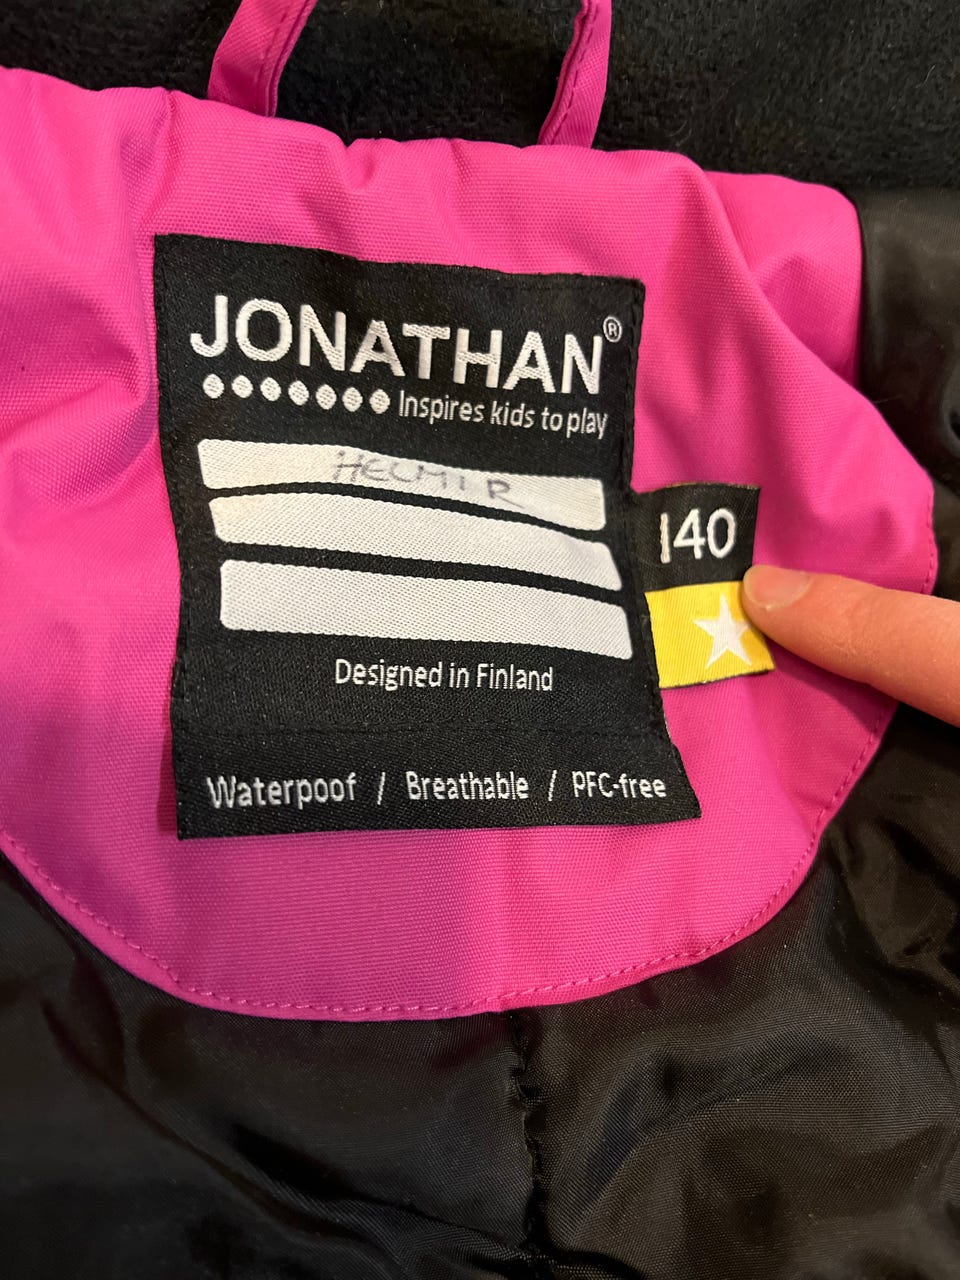 JONATHAN®
Inspires kids to play
HELMI R
140
Designed in Finland
Waterpoof / Breathable / PFC-free